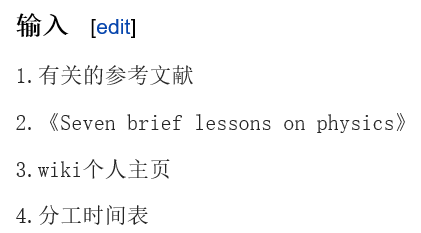 输入 [edit]
1.有关的参考文献
2.《Seven brief lessons on physics》
3.wiki个人主页
4.分工时间表